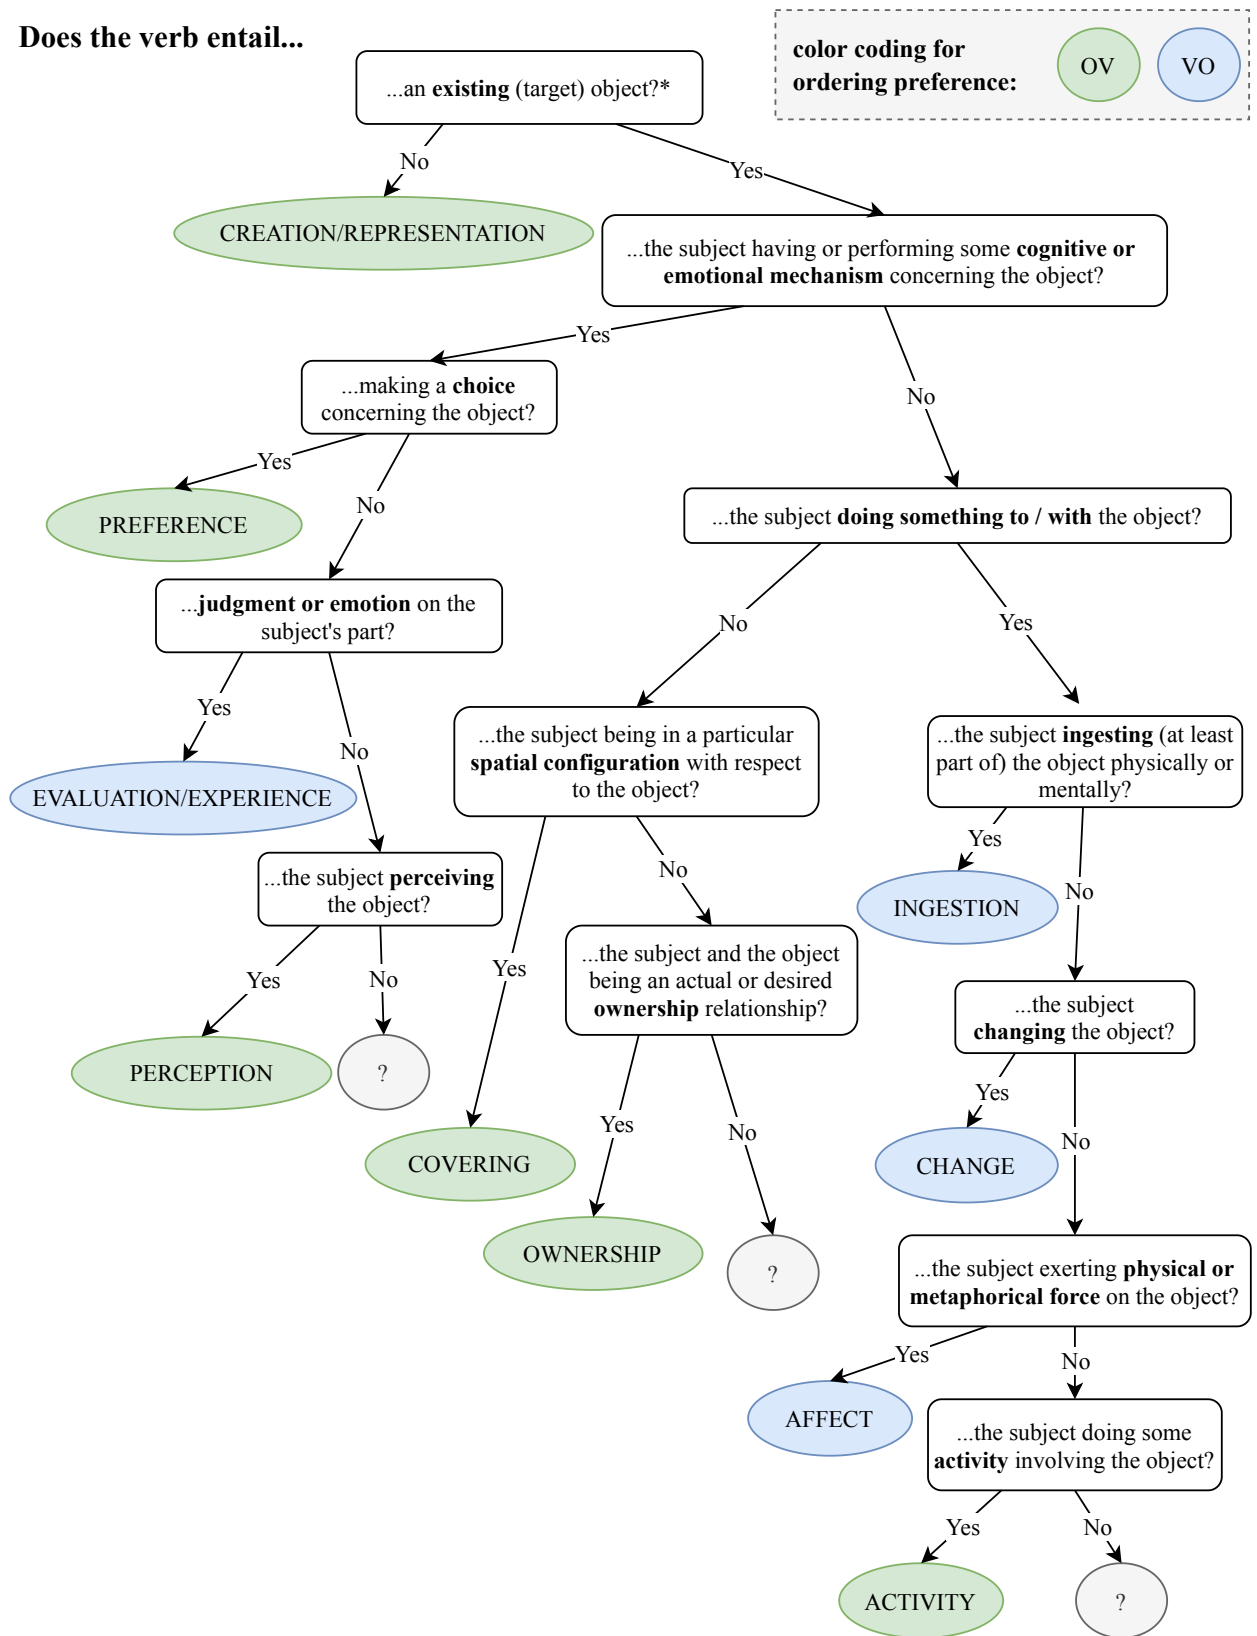 Does the verb entail...
color coding for
ordering preference:
OV
VO
...an existing (target) object?*
No
Yes
CREATION/REPRESENTATION
...the subject having or performing some cognitive or
emotional mechanism concerning the object?
Yes
No
...making a choice
concerning the object?
Yes
No
PREFERENCE
...the subject doing something to / with the object?
No
Yes
...judgment or emotion on the
subject's part?
Yes
No
EVALUATION/EXPERIENCE
...the subject being in a particular
spatial configuration with respect
to the object?
Yes
No
...the subject ingesting (at least
part of) the object physically or
mentally?
Yes
No
INGESTION
...the subject perceiving
the object?
Yes
No
PERCEPTION
?
...the subject and the object
being an actual or desired
ownership relationship?
Yes
No
COVERING
OWNERSHIP
?
...the subject
changing the object?
Yes
No
CHANGE
...the subject exerting physical or
metaphorical force on the object?
Yes
No
AFFECT
...the subject doing some
activity involving the object?
Yes
No
ACTIVITY
?